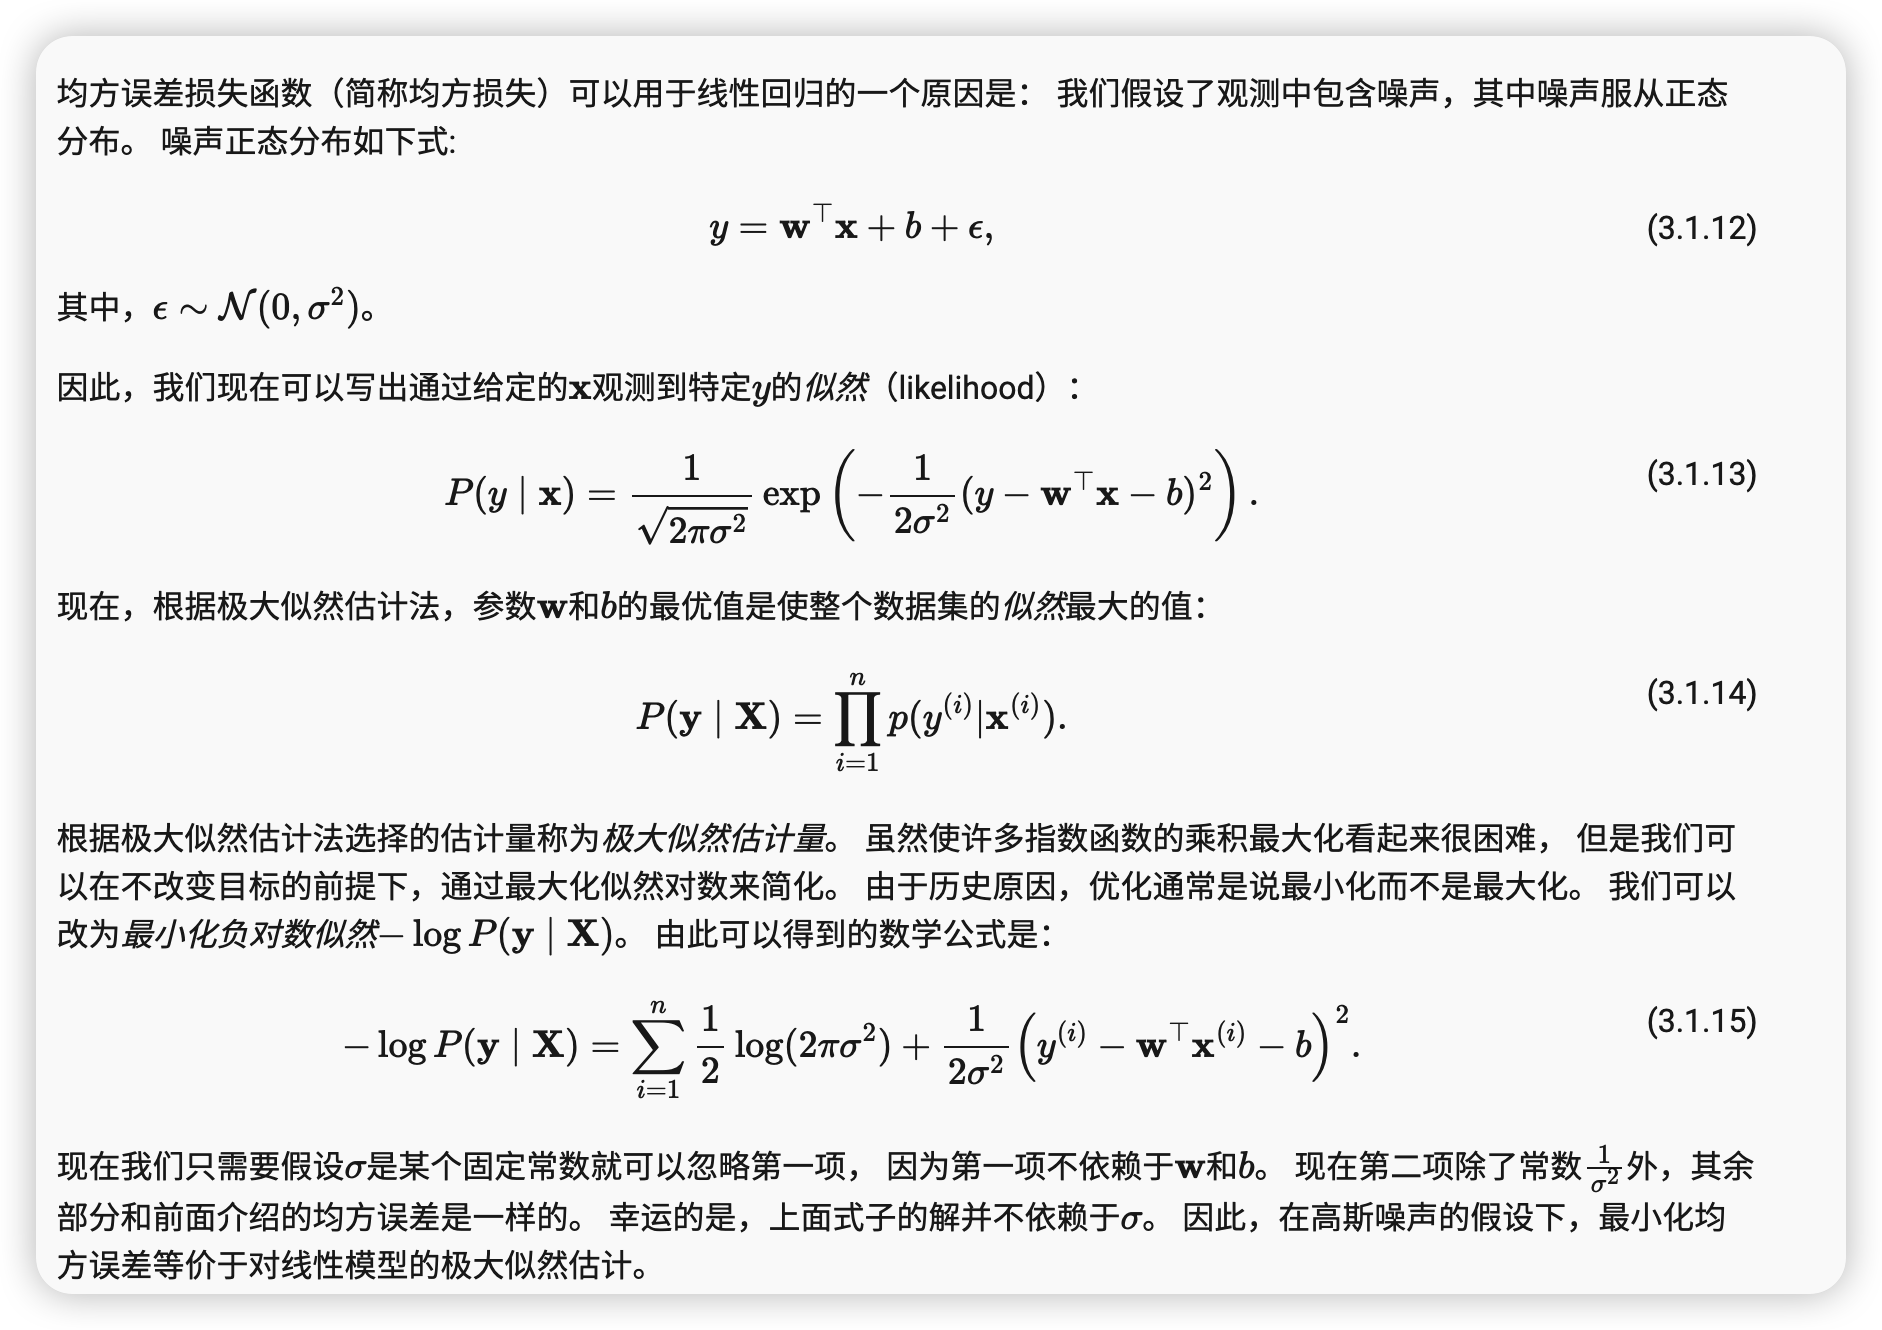 均方误差损失函数（简称均方损失）可以用于线性回归的一个原因是： 我们假设了观测中包含噪声，其中噪声服从正态
分布。 噪声正态分布如下式:
$y = \mathbf{w}^\top \mathbf{x} + b + \epsilon,$ (3.1.12)
其中，$\epsilon \sim \mathcal{N}(0, \sigma^2)$。
因此，我们现在可以写出通过给定的$\mathbf{x}$观测到特定$y$的似然（likelihood）：
$P(y \mid \mathbf{x}) = \frac{1}{\sqrt{2\pi\sigma^2}} \exp\left(-\frac{1}{2\sigma^2}(y - \mathbf{w}^\top \mathbf{x} - b)^2\right).$ (3.1.13)
现在，根据极大似然估计法，参数$\mathbf{w}$和$b$的最优值是使整个数据集的似然最大的值：
$P(\mathbf{y} \mid \mathbf{X}) = \prod_{i=1}^{n} p(y^{(i)}|\mathbf{x}^{(i)}).$ (3.1.14)
根据极大似然估计法选择的估计量称为极大似然估计量。 虽然使许多指数函数的乘积最大化看起来很困难， 但是我们可
以在不改变目标的前提下，通过最大化似然对数来简化。 由于历史原因，优化通常是说最小化而不是最大化。 我们可以
改为最小化负对数似然$-\log P(\mathbf{y} \mid \mathbf{X})$。 由此可以得到的数学公式是：
$-\log P(\mathbf{y} \mid \mathbf{X}) = \sum_{i=1}^{n} \frac{1}{2}\log(2\pi\sigma^2) + \frac{1}{2\sigma^2}\left(y^{(i)} - \mathbf{w}^\top \mathbf{x}^{(i)} - b\right)^2.$ (3.1.15)
现在我们只需要假设$\sigma$是某个固定常数就可以忽略第一项， 因为第一项不依赖于$\mathbf{w}$和$b$。 现在第二项除了常数$\frac{1}{\sigma^2}$外，其余
部分和前面介绍的均方误差是一样的。 幸运的是，上面式子的解并不依赖于$\sigma$。 因此，在高斯噪声的假设下，最小化均
方误差等价于对线性模型的极大似然估计。